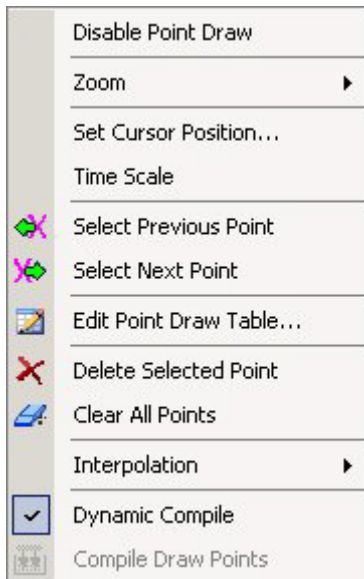 Disable Point Draw
Zoom
Set Cursor Position...
Time Scale
Select Previous Point
Select Next Point
Edit Point Draw Table...
Delete Selected Point
Clear All Points
Interpolation
Dynamic Compile
Compile Draw Points